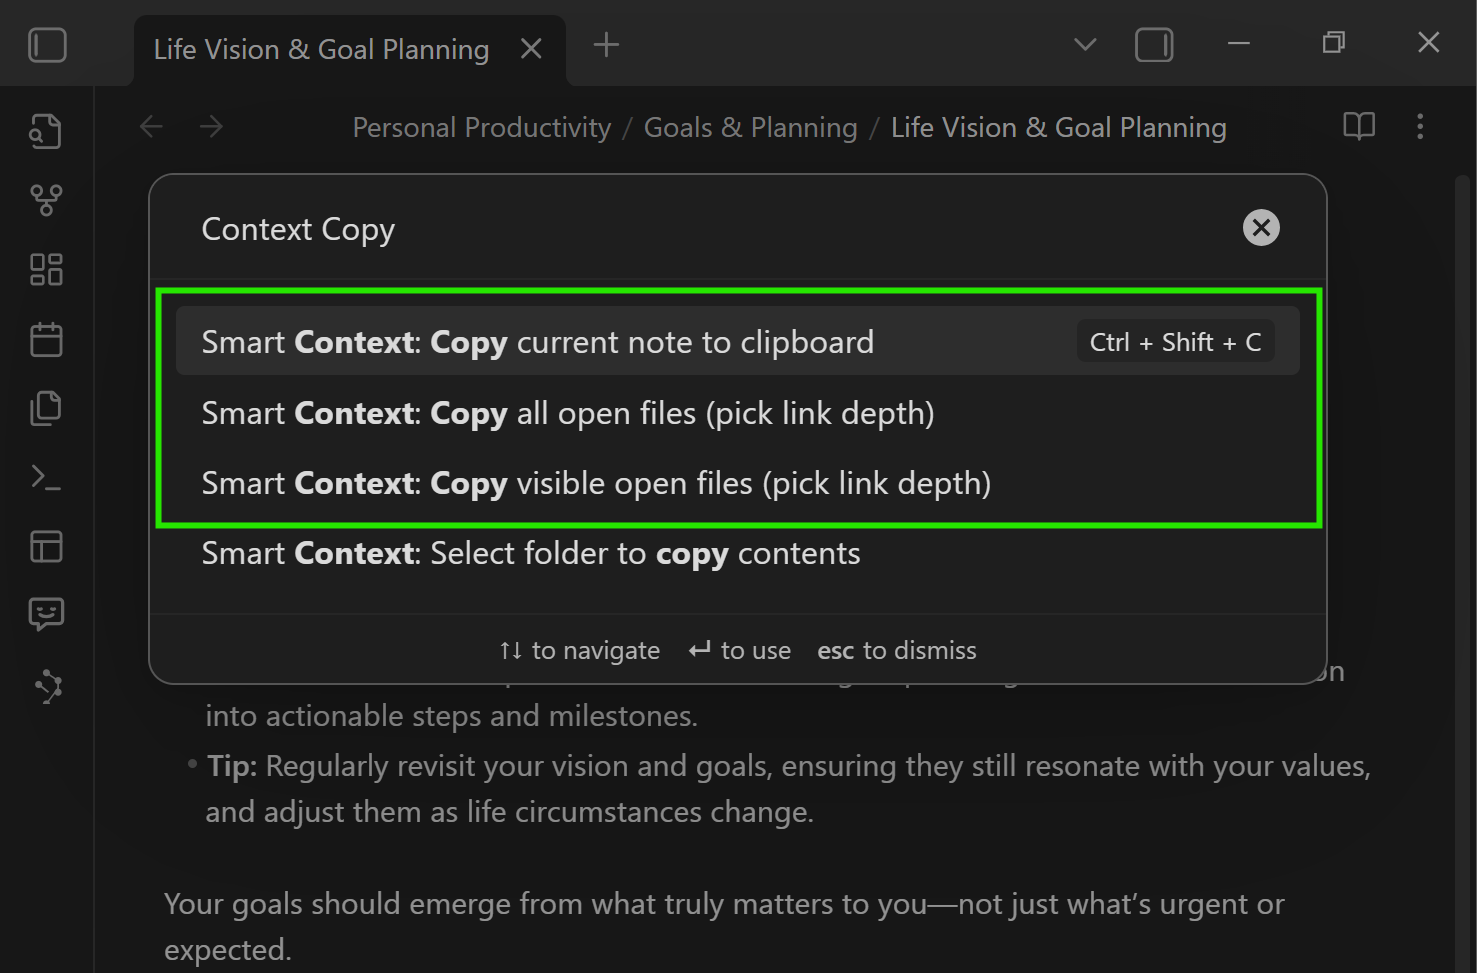 Life Vision & Goal Planning
Personal Productivity / Goals & Planning / Life Vision & Goal Planning
Context Copy
Smart Context: Copy current note to clipboard Ctrl + Shift + C
Smart Context: Copy all open files (pick link depth)
Smart Context: Copy visible open files (pick link depth)
Smart Context: Select folder to copy contents
↑↓ to navigate ↵ to use esc to dismiss
into actionable steps and milestones.
• Tip: Regularly revisit your vision and goals, ensuring they still resonate with your values,
and adjust them as life circumstances change.
Your goals should emerge from what truly matters to you—not just what’s urgent or
expected.